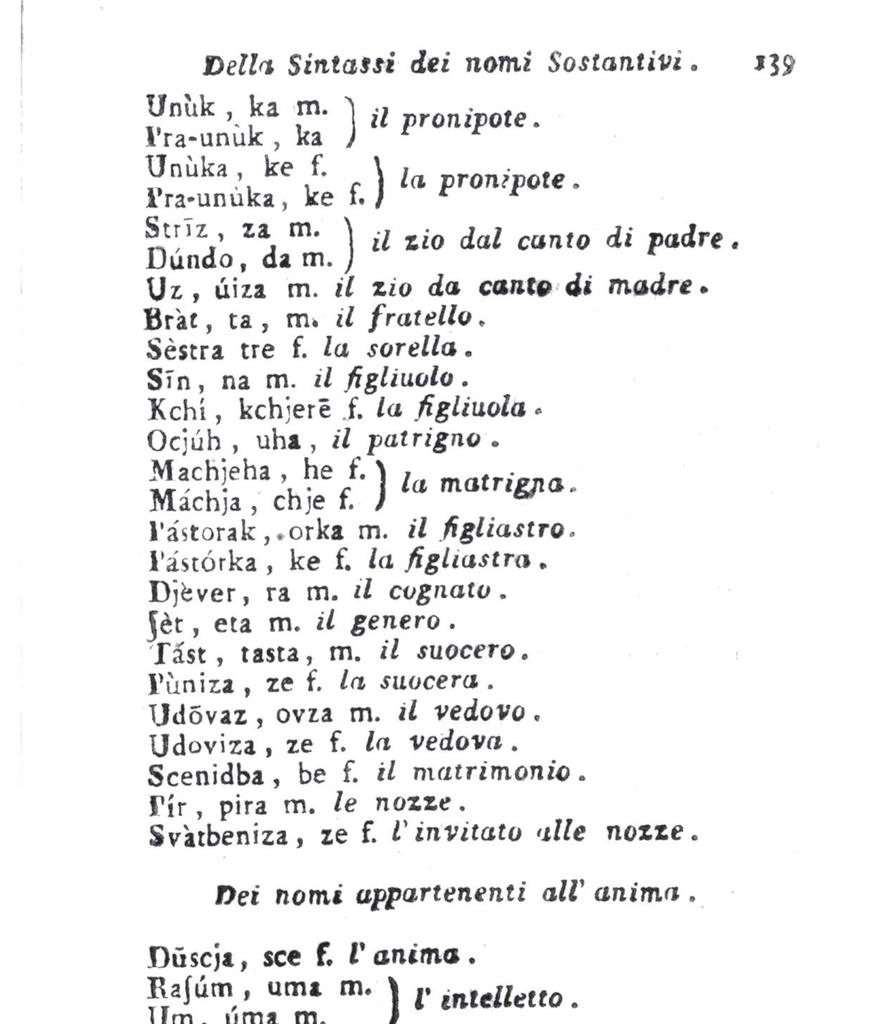 Della Sintassi dei nomi Sostantivi. 139
Unùk, ka m.
Pra-unùk, ka ) il pronipote.
Unùka, ke f.
Pra-unùka, ke f. ) la pronipote.
Strīz, za m.
Dúndo, da m. ) il zio dal canto di padre.
Uz, úiza m. il zio da canto di madre.
Bràt, ta, m. il fratello.
Sèstra tre f. la sorella.
Sīn, na m. il figliuolo.
Kchí, kchjerē f. la figliuola.
Ocjúh, uha, il patrigno.
Machjeha, he f.
Máchja, chje f. ) la matrigna.
Pástorak, orka m. il figliastro.
Pástórka, ke f. la figliastra.
Djèver, ra m. il cognato.
ſèt, eta m. il genero.
Tást, tasta, m. il suocero.
Pùniza, ze f. la suocera.
Udōvaz, ovza m. il vedovo.
Udoviza, ze f. la vedova.
Scenidba, be f. il matrimonio.
Pír, pira m. le nozze.
Svàtbeniza, ze f. l'invitato alle nozze.
Dei nomi appartenenti all'anima.
Dūscja, sce f. l'anima.
Raſúm, uma m.
Um, úma m. ) l'intelletto.